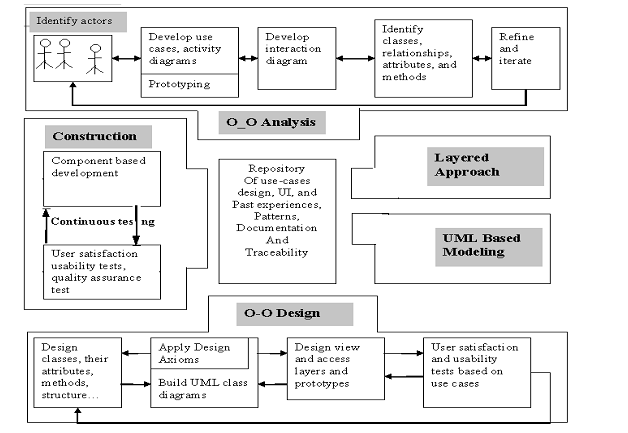 Identify actors
Develop use
cases, activity
diagrams
Prototyping
Develop
interaction
diagram
Identify
classes,
relationships,
attributes, and
methods
Refine
and
iterate
O_O Analysis
Construction
Component based
development
Continuous testing
User satisfaction
usability tests,
quality assurance
test
Repository
Of use-cases
design, UI, and
Past experiences,
Patterns,
Documentation
And
Traceability
Layered
Approach
UML Based
Modeling
O-O Design
Design
classes, their
attributes,
methods,
structure...
Apply Design
Axioms
Build UML class
diagrams
Design view
and access
layers and
prototypes
User satisfaction
and usability
tests based on
use cases